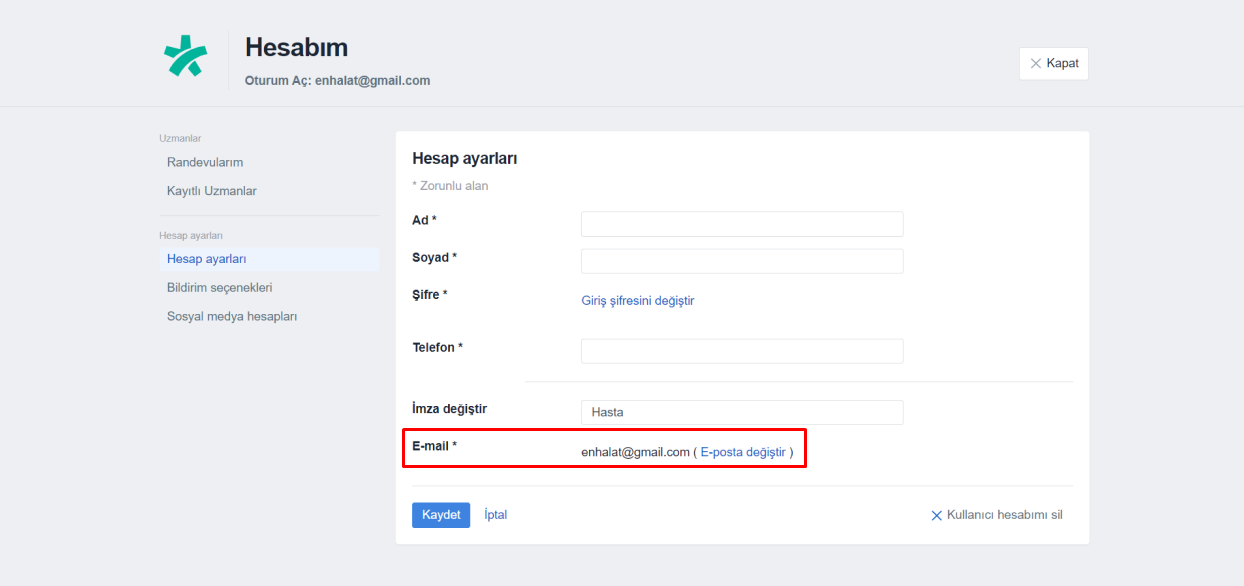 Hesabım
Oturum Aç: enhalat@gmail.com
Kapat
Uzmanlar
Randevularım
Kayıtlı Uzmanlar
Hesap ayarları
Hesap ayarları
Bildirim seçenekleri
Sosyal medya hesapları
Hesap ayarları
* Zorunlu alan
Ad *
Soyad *
Şifre *
Giriş şifresini değiştir
Telefon *
İmza değiştir
Hasta
E-mail *
enhalat@gmail.com ( E-posta değiştir )
Kaydet
İptal
Kullanıcı hesabımı sil